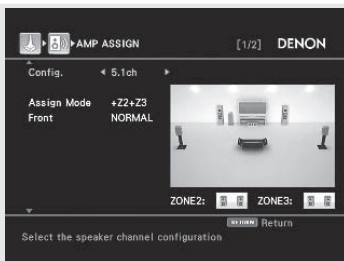 AMP ASSIGN [1/2] DENON
Config. 5.1ch
Assign Mode +Z2+Z3
Front NORMAL
ZONE2: ZONE3:
RETURN Return
Select the speaker channel configuration